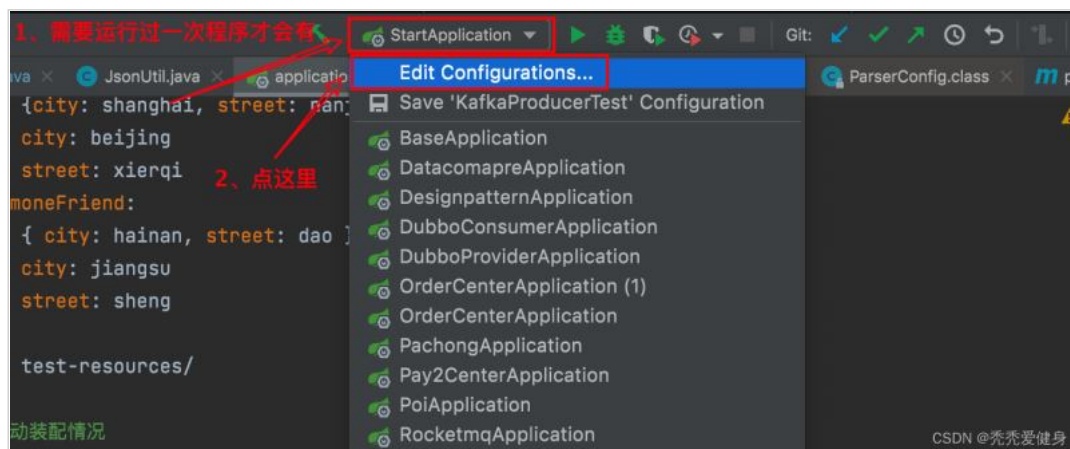 1、需要运行过一次程序才会有
StartApplication
Git:
ava
JsonUtil.java
applicatio
Edit Configurations...
ParserConfig.class
m p
{city: shanghai, street: nanj
Save 'KafkaProducerTest' Configuration
city: beijing
BaseApplication
street: xierqi
2、点这里
DatacomapreApplication
moneFriend:
DesignpatternApplication
{ city: hainan, street: dao }
DubboConsumerApplication
city: jiangsu
DubboProviderApplication
street: sheng
OrderCenterApplication (1)
OrderCenterApplication
PachongApplication
test-resources/
Pay2CenterApplication
PoiApplication
动装配情况
RocketmqApplication
CSDN @秃秃爱健身